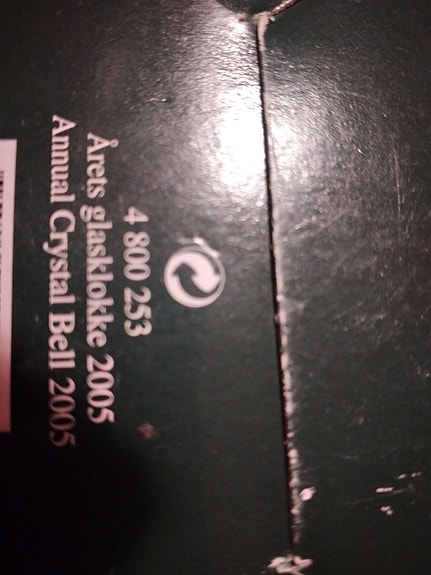 4 800 253
Årets glasklokke 2005
Annual Crystal Bell 2005